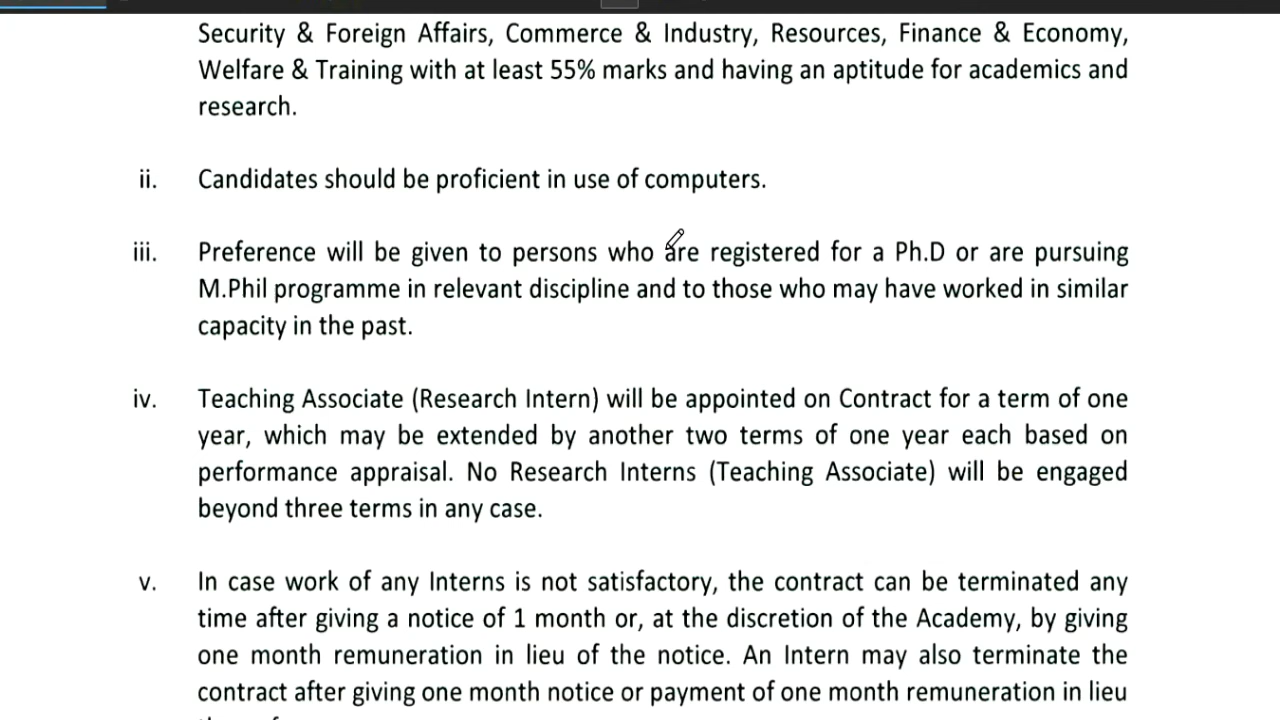 Security & Foreign Affairs, Commerce & Industry, Resources, Finance & Economy,
Welfare & Training with at least 55% marks and having an aptitude for academics and
research.
ii. Candidates should be proficient in use of computers.
iii. Preference will be given to persons who are registered for a Ph.D or are pursuing
M.Phil programme in relevant discipline and to those who may have worked in similar
capacity in the past.
iv. Teaching Associate (Research Intern) will be appointed on Contract for a term of one
year, which may be extended by another two terms of one year each based on
performance appraisal. No Research Interns (Teaching Associate) will be engaged
beyond three terms in any case.
v. In case work of any Interns is not satisfactory, the contract can be terminated any
time after giving a notice of 1 month or, at the discretion of the Academy, by giving
one month remuneration in lieu of the notice. An Intern may also terminate the
contract after giving one month notice or payment of one month remuneration in lieu